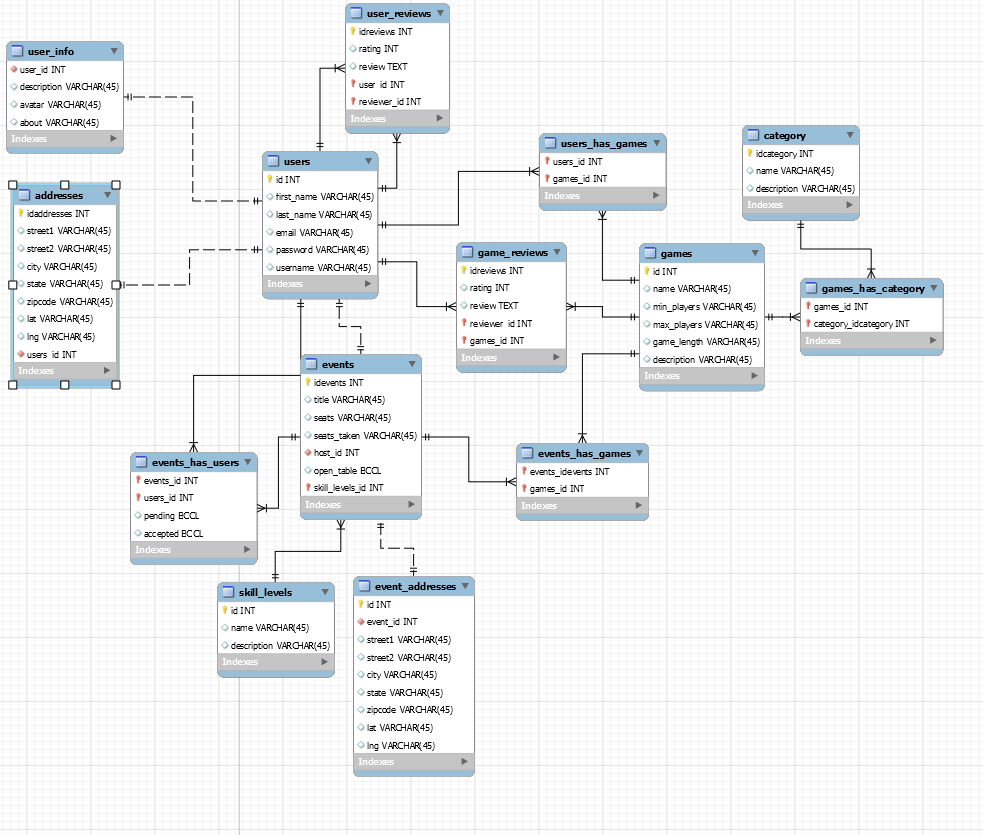 user_reviews
idreviews INT
rating INT
review TEXT
user_id INT
reviewer_id INT
Indexes
user_info
user_id INT
description VARCHAR(45)
avatar VARCHAR(45)
about VARCHAR(45)
Indexes
users_has_games
users_id INT
games_id INT
Indexes
category
idcategory INT
name VARCHAR(45)
description VARCHAR(45)
Indexes
users
id INT
first_name VARCHAR(45)
last_name VARCHAR(45)
email VARCHAR(45)
password VARCHAR(45)
username VARCHAR(45)
Indexes
addresses
idaddresses INT
street1 VARCHAR(45)
street2 VARCHAR(45)
city VARCHAR(45)
state VARCHAR(45)
zipcode VARCHAR(45)
lat VARCHAR(45)
lng VARCHAR(45)
users_id INT
Indexes
game_reviews
idreviews INT
rating INT
review TEXT
reviewer_id INT
games_id INT
Indexes
games
id INT
name VARCHAR(45)
min_players VARCHAR(45)
max_players VARCHAR(45)
game_length VARCHAR(45)
description VARCHAR(45)
Indexes
games_has_category
games_id INT
category_idcategory INT
Indexes
events
idevents INT
title VARCHAR(45)
seats VARCHAR(45)
seats_taken VARCHAR(45)
host_id INT
open_table BOOL
skill_levels_id INT
Indexes
events_has_users
events_id INT
users_id INT
pending BOOL
accepted BOOL
Indexes
events_has_games
events_idevents INT
games_id INT
Indexes
skill_levels
id INT
name VARCHAR(45)
description VARCHAR(45)
Indexes
event_addresses
id INT
event_id INT
street1 VARCHAR(45)
street2 VARCHAR(45)
city VARCHAR(45)
state VARCHAR(45)
zipcode VARCHAR(45)
lat VARCHAR(45)
lng VARCHAR(45)
Indexes